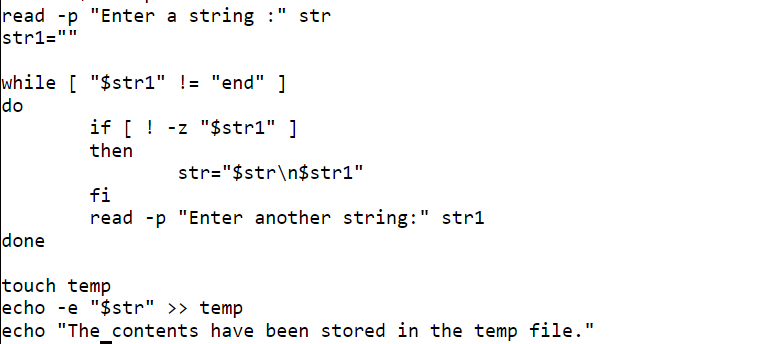 read -p "Enter a string :" str
str1=""
while [ "$str1" != "end" ]
do
if [ ! -z "$str1" ]
then
str="$str\n$str1"
fi
read -p "Enter another string:" str1
done
touch temp
echo -e "$str" >> temp
echo "The contents have been stored in the temp file."